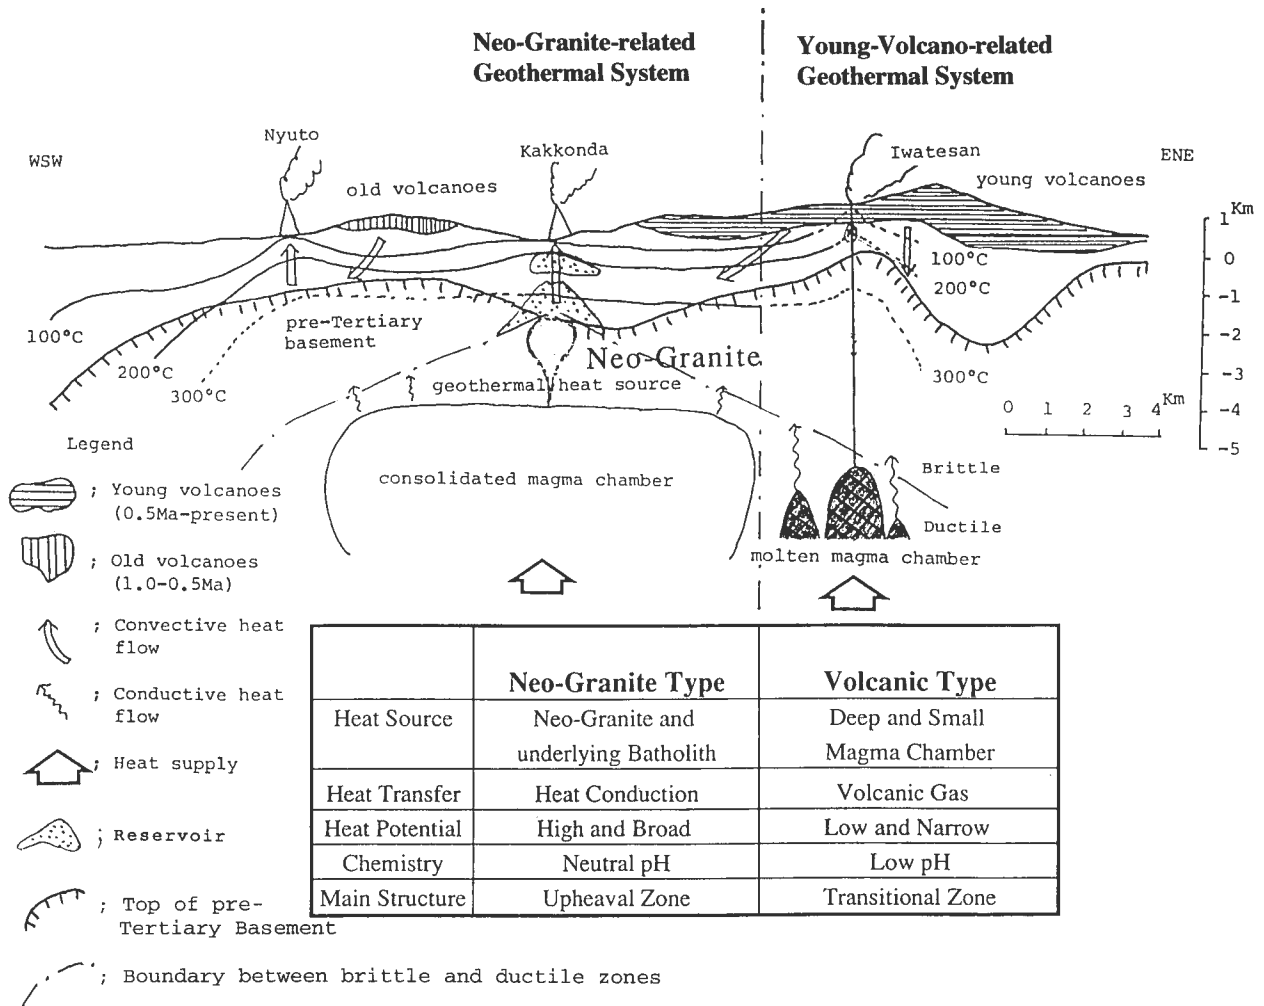 Neo-Granite-related
Geothermal System
Young-Volcano-related
Geothermal System
WSW
Nyuto
old volcanoes
Kakkonda
Iwatesan
young volcanoes
ENE
1 Km
0
-1
-2
-3
-4
-5
100°C
200°C
300°C
100°C
200°C
300°C
pre-Tertiary
basement
Neo-Granite
geothermal heat source
consolidated magma chamber
Km
0 1 2 3 4
Brittle
Ductile
molten magma chamber
Legend
; Young volcanoes
(0.5Ma-present)
; Old volcanoes
(1.0-0.5Ma)
; Convective heat
flow
; Conductive heat
flow
; Heat supply
; Reservoir
; Top of pre-
Tertiary Basement
; Boundary between brittle and ductile zones
Neo-Granite Type Volcanic Type
Heat Source Neo-Granite and Deep and Small
underlying Batholith Magma Chamber
Heat Transfer Heat Conduction Volcanic Gas
Heat Potential High and Broad Low and Narrow
Chemistry Neutral pH Low pH
Main Structure Upheaval Zone Transitional Zone